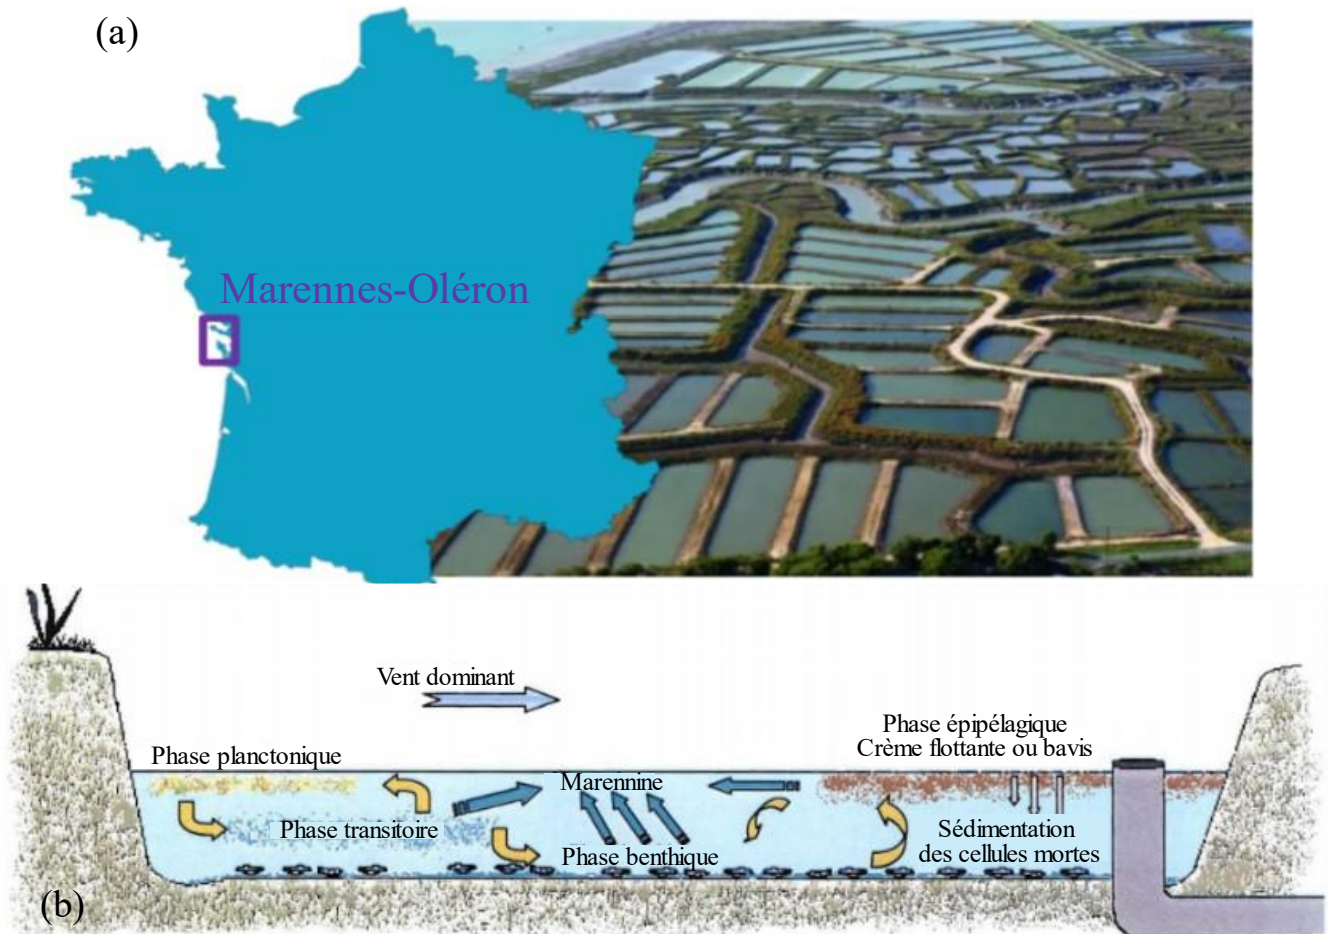 (a)
Marennes-Oléron
Vent dominant
Phase épipélagique
Crème flottante ou bavis
Phase planctonique
Marennine
Phase transitoire
Sédimentation
des cellules mortes
Phase benthique
(b)